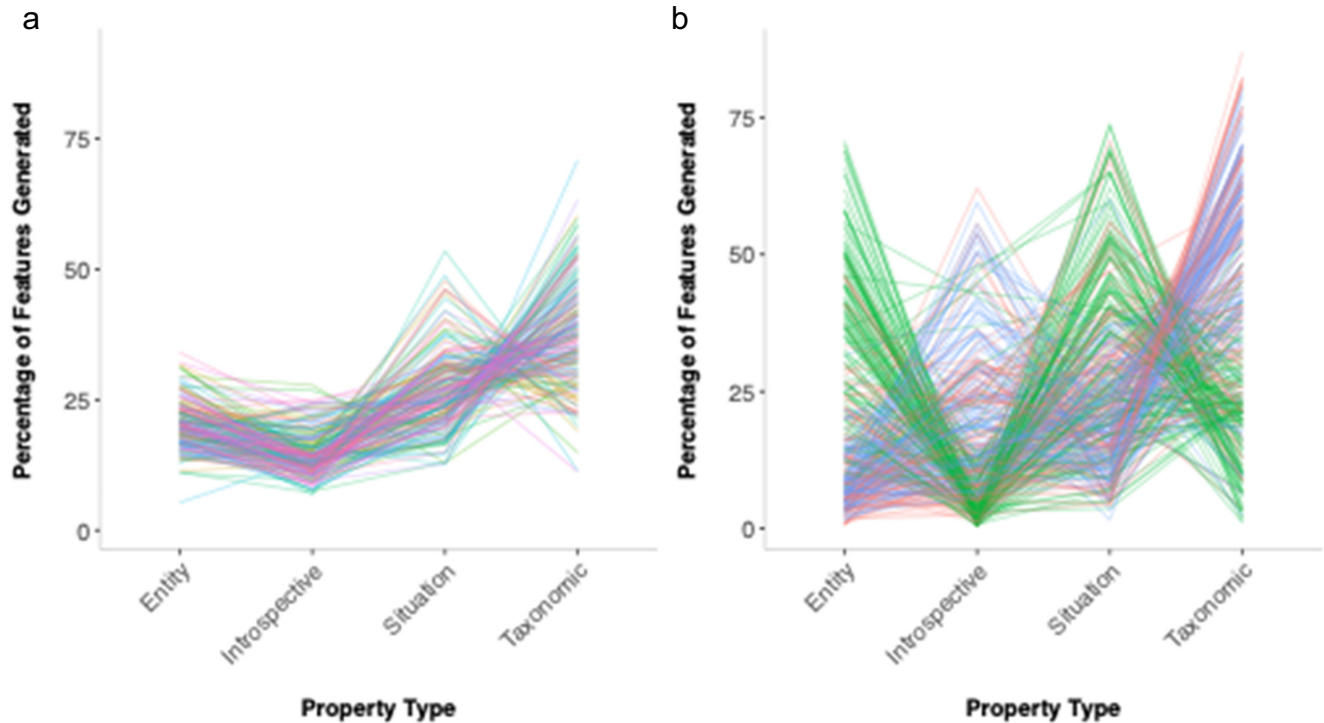 a
Percentage of Features Generated
75
50
25
0
Entity
Introspective
Situation
Taxonomic
Property Type
b
Percentage of Features Generated
75
50
25
0
Entity
Introspective
Situation
Taxonomic
Property Type